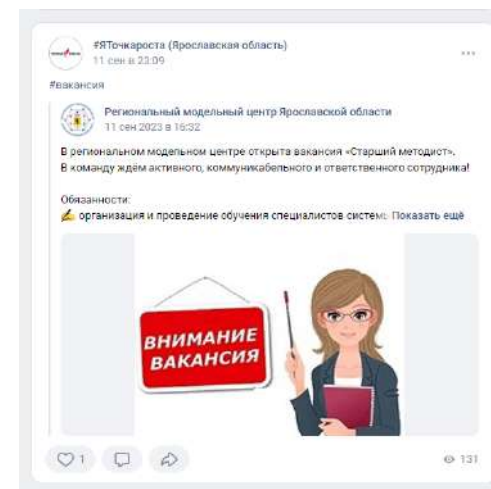 #ЯТочкароста (Ярославская область)
11 сен в 23:09
#вакансия
Региональный модельный центр Ярославской области
11 сен 2023 в 16:32
В региональном модельном центре открыта вакансия «Старший методист».
В команду ждём активного, коммуникабельного и ответственного сотрудника!
Обязанности:
✍ организация и проведение обучения специалистов систем Показать ещё
ВНИМАНИЕ
ВАКАНСИЯ
1
131